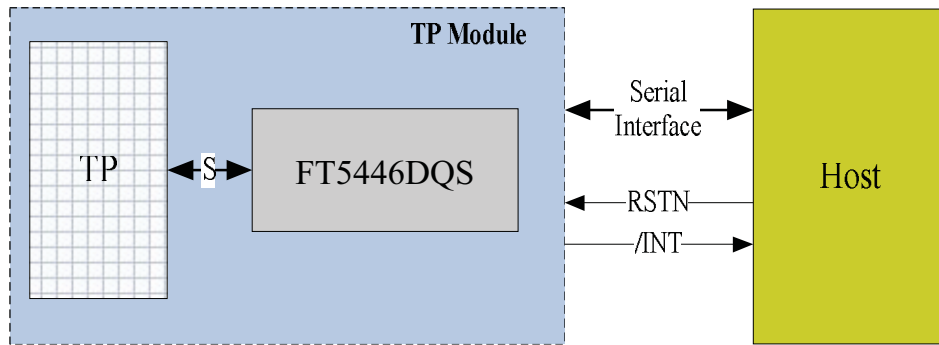 TP Module
TP
S
FT5446DQS
Serial
Interface
RSTN
/INT
Host